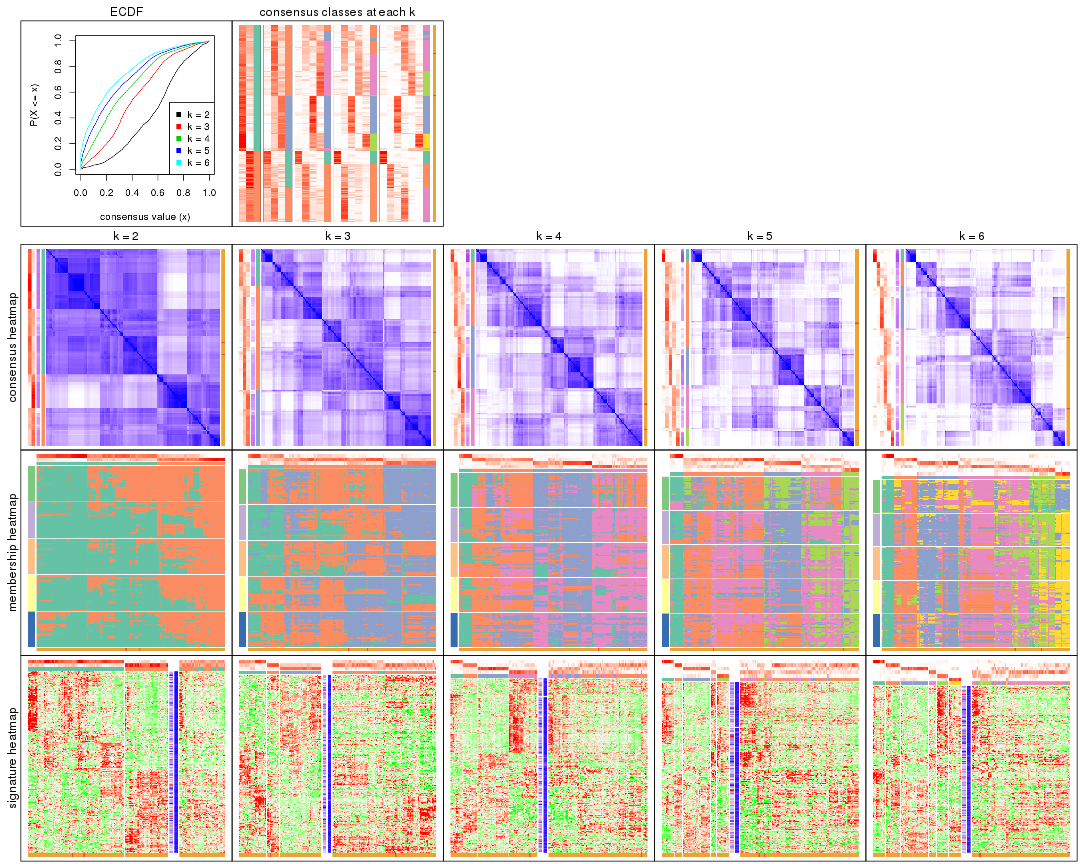 ECDF
consensus classes at each k
P(X <= x)
1.0
0.8
0.6
0.4
0.2
0.0
k = 2
k = 3
k = 4
k = 5
k = 6
0.0 0.2 0.4 0.6 0.8 1.0
consensus value (x)
k = 2
k = 3
k = 4
k = 5
k = 6
consensus heatmap
membership heatmap
signature heatmap